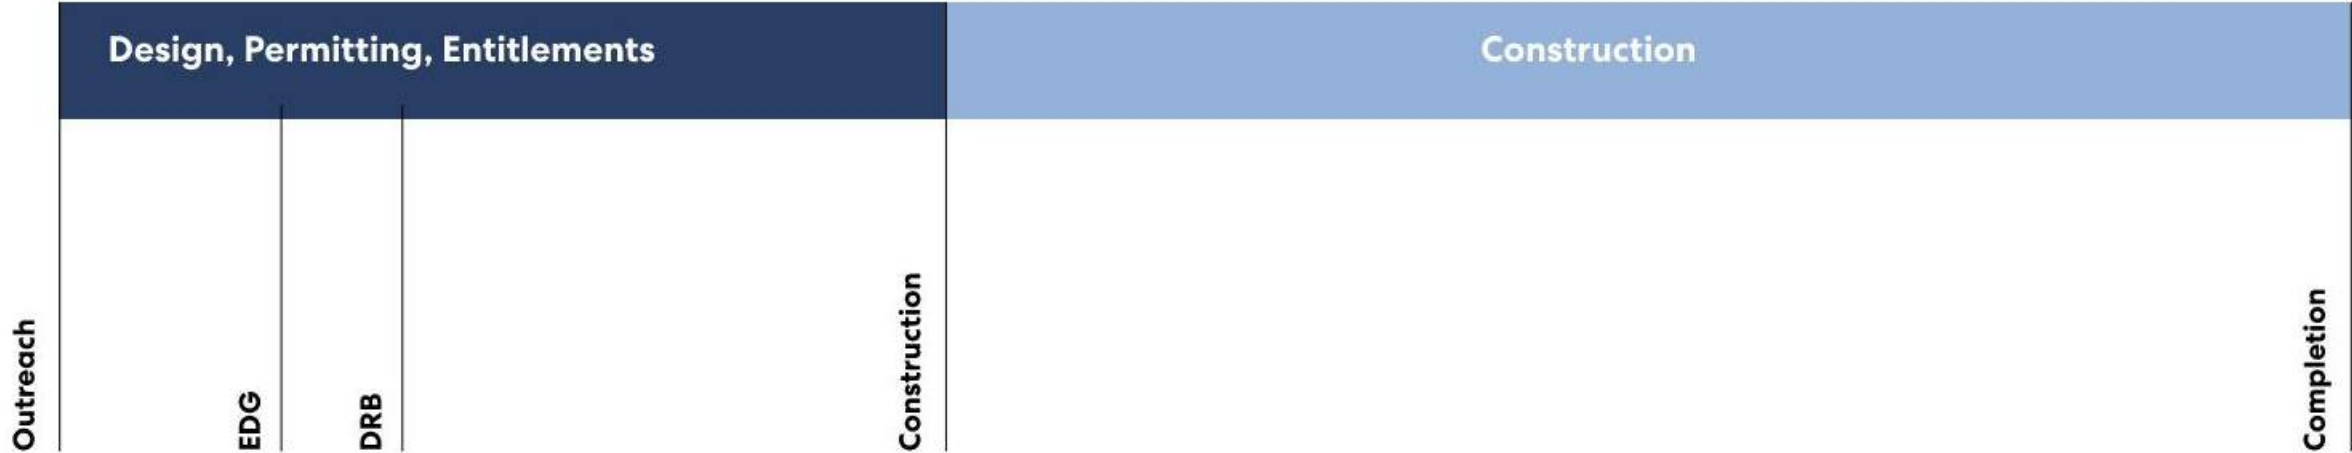 Design, Permitting, Entitlements
Construction
Outreach
EDG
DRB
Construction
Completion